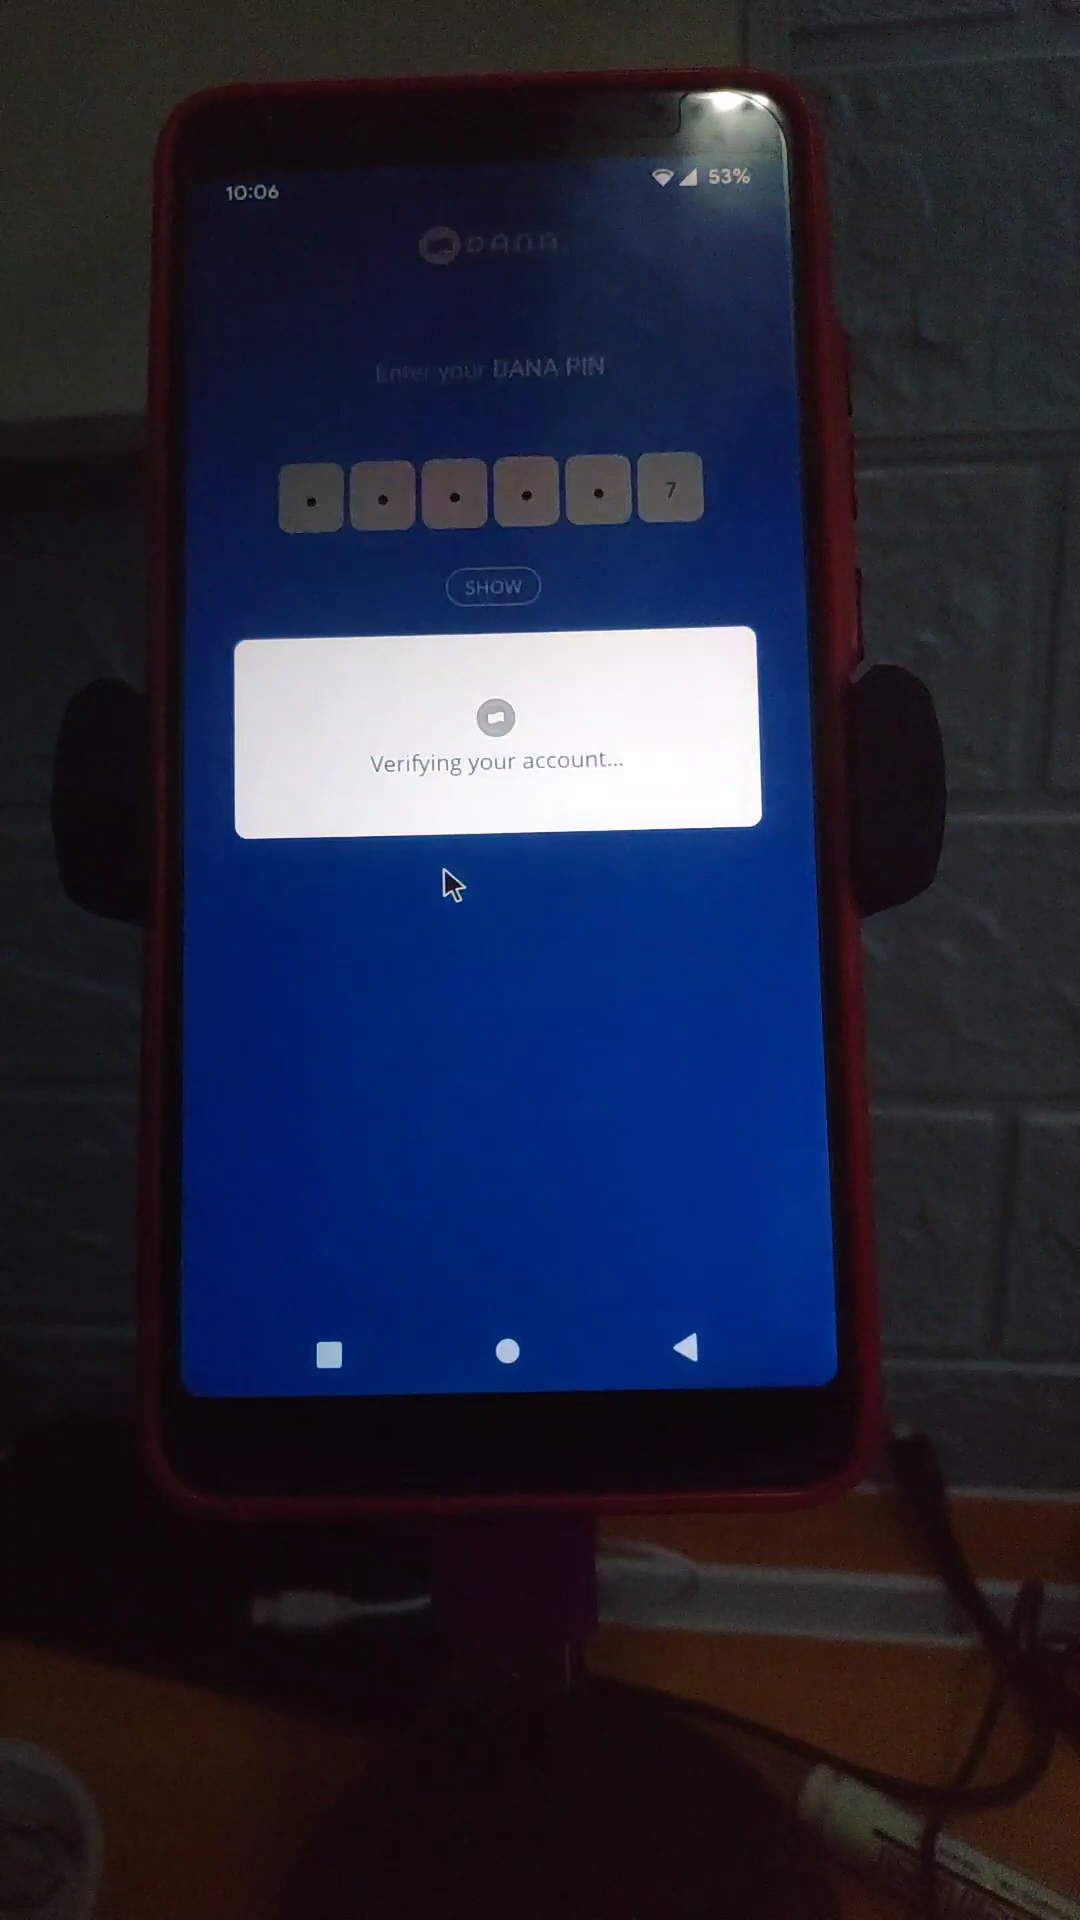 10:06
53%
DANA
Enter your DANA PIN
7
SHOW
Verifying your account...